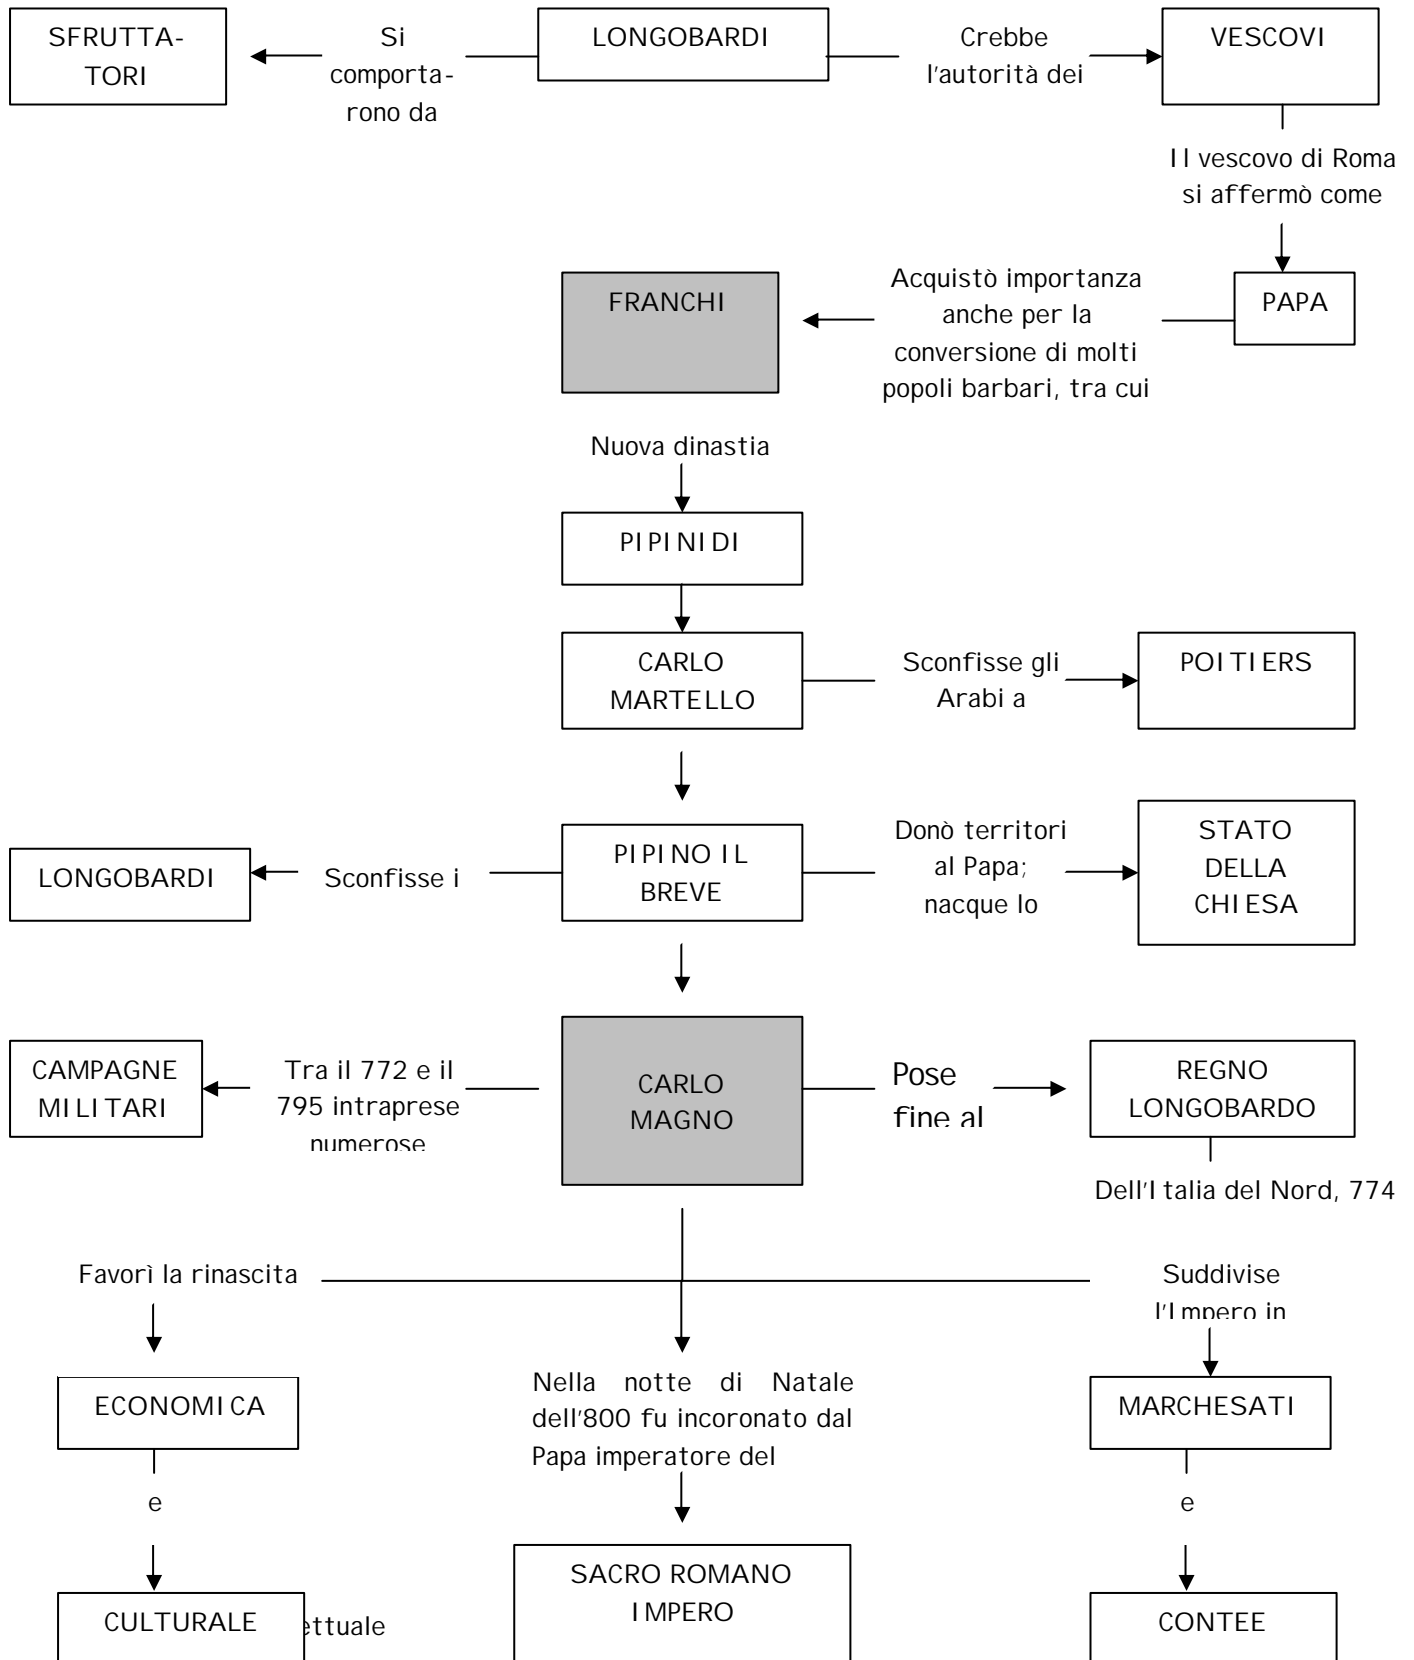 SFRUTTA-
TORI
Si
comporta-
rono da
LONGOBARDI
Crebbe
l'autorità dei
VESCOVI
Il vescovo di Roma
si affermò come
PAPA
Acquistò importanza
anche per la
conversione di molti
popoli barbari, tra cui
FRANCHI
Nuova dinastia
PIPINIDI
CARLO
MARTELLO
Sconfisse gli
Arabi a
POITIERS
PIPINO IL
BREVE
Sconfisse i
LONGOBARDI
Donò territori
al Papa;
nacque lo
STATO
DELLA
CHIESA
CARLO
MAGNO
Tra il 772 e il
795 intraprese
numerose
CAMPAGNE
MILITARI
Pose
fine al
REGNO
LONGOBARDO
Dell'Italia del Nord, 774
Favorì la rinascita
ECONOMICA
e
CULTURALE
ettuale
Nella notte di Natale
dell'800 fu incoronato dal
Papa imperatore del
SACRO ROMANO
IMPERO
Suddivise
l'Impero in
MARCHESATI
e
CONTEE